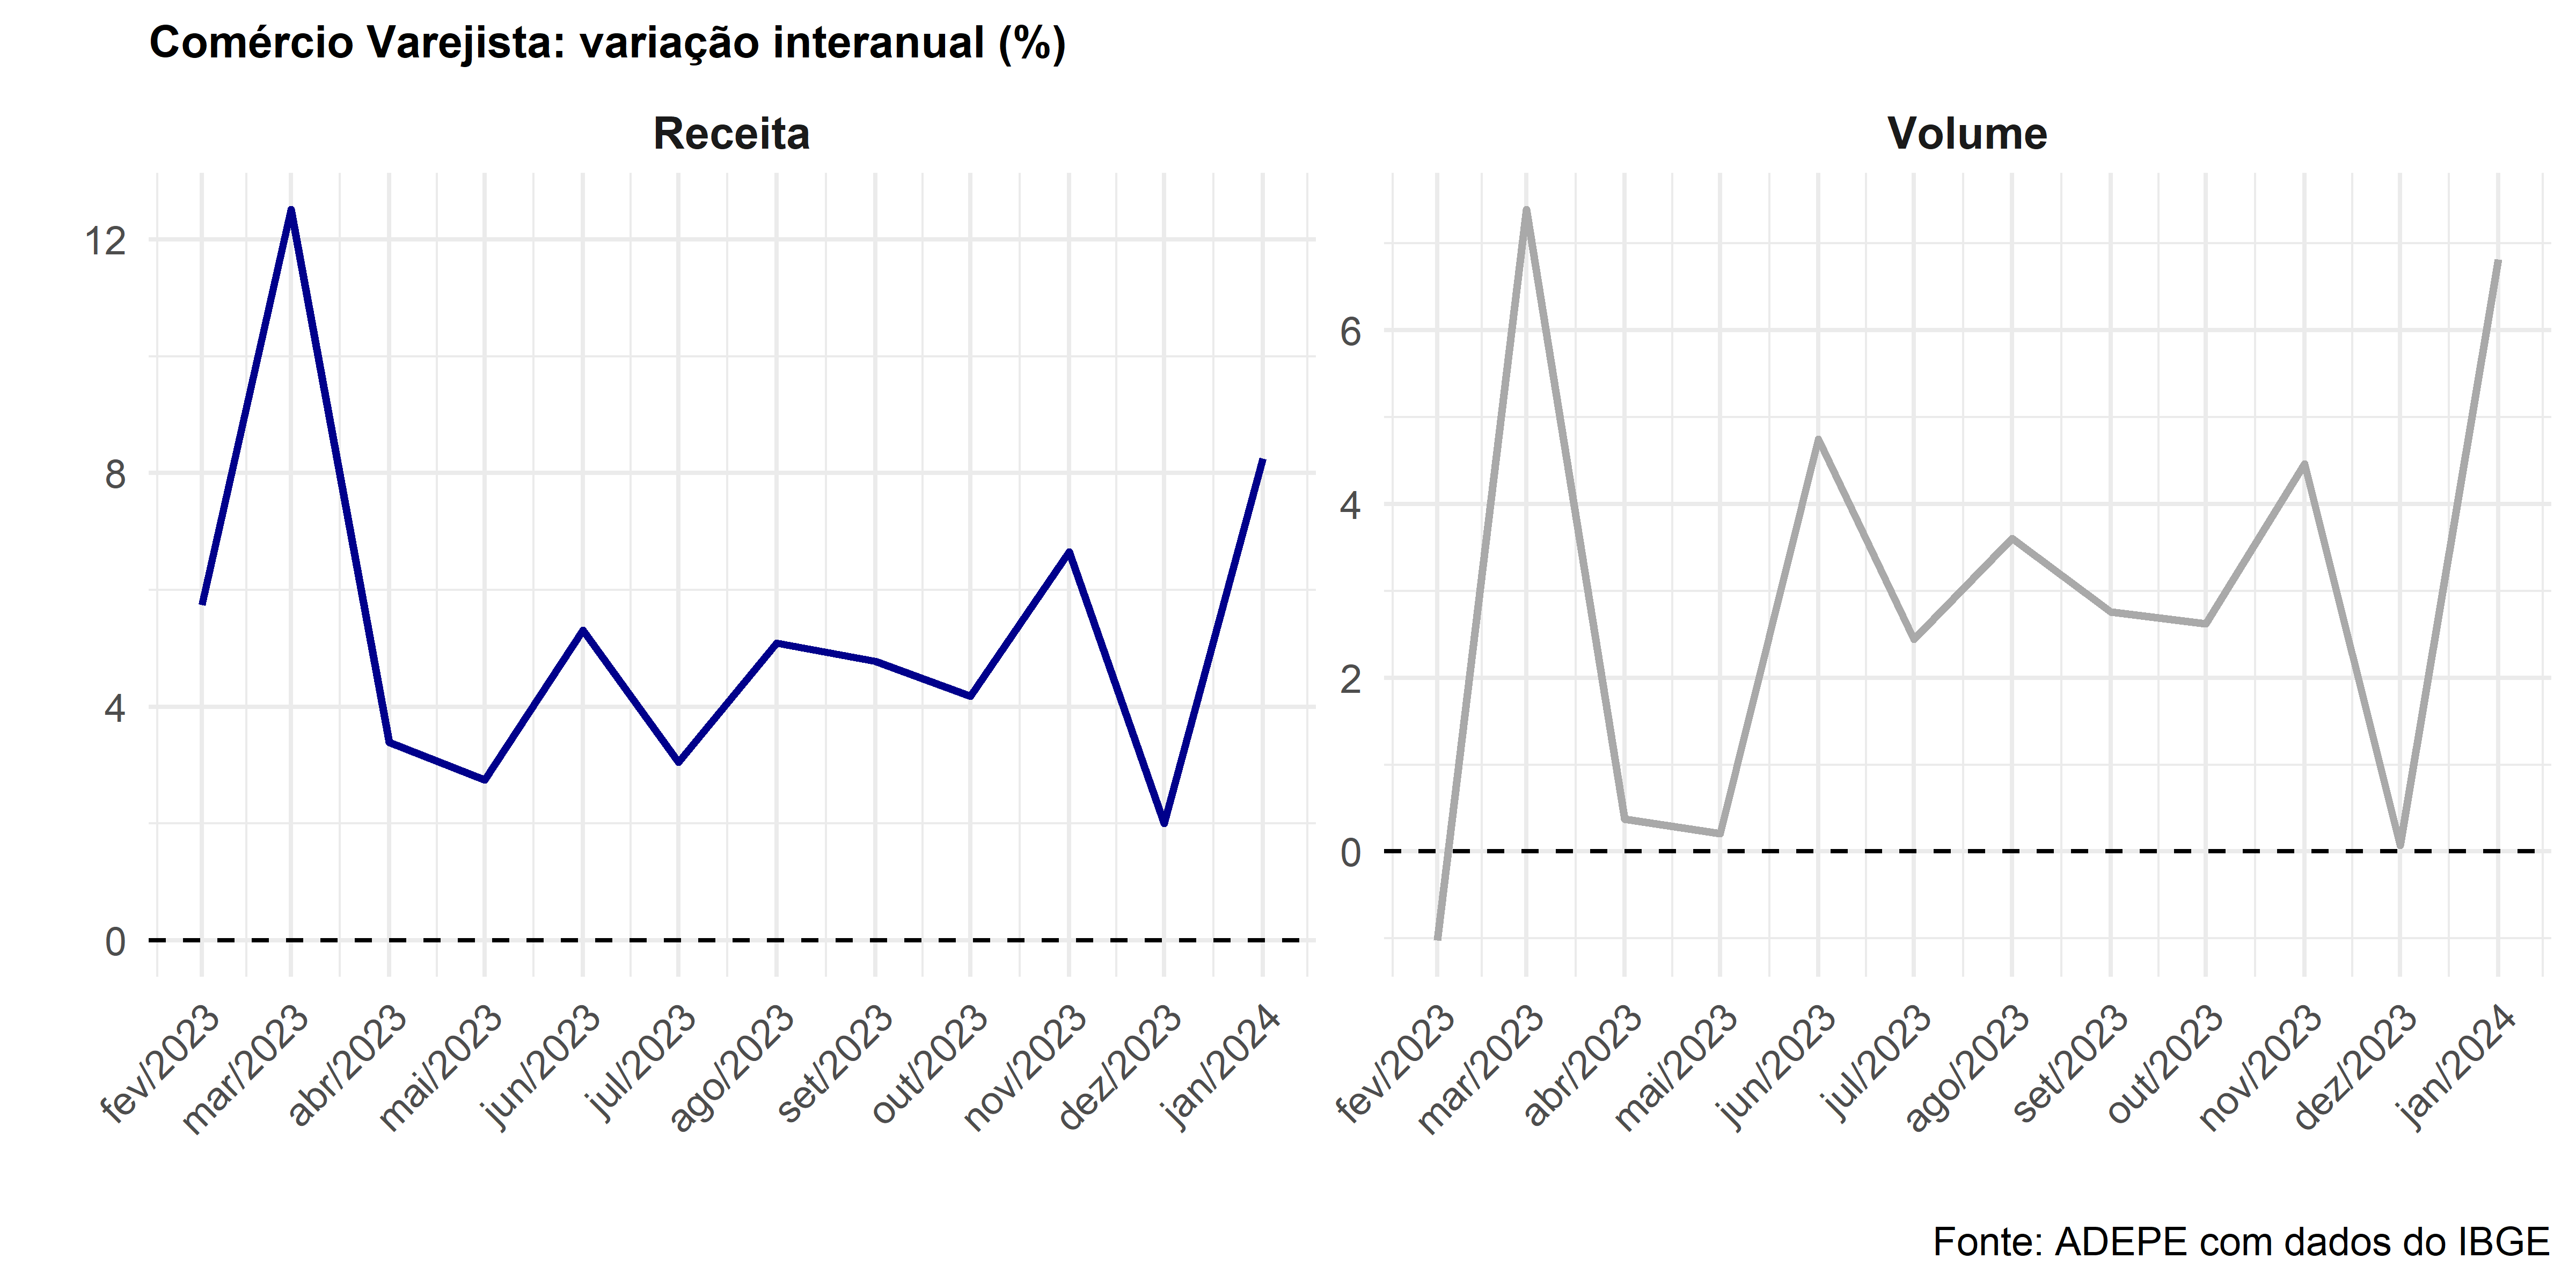 Comércio Varejista: variação interanual (%)
Receita
12
8
4
0
fev/2023
mar/2023
abr/2023
mai/2023
jun/2023
jul/2023
ago/2023
set/2023
out/2023
nov/2023
dez/2023
jan/2024
Volume
6
4
2
0
fev/2023
mar/2023
abr/2023
mai/2023
jun/2023
jul/2023
ago/2023
set/2023
out/2023
nov/2023
dez/2023
jan/2024
Fonte: ADEPE com dados do IBGE